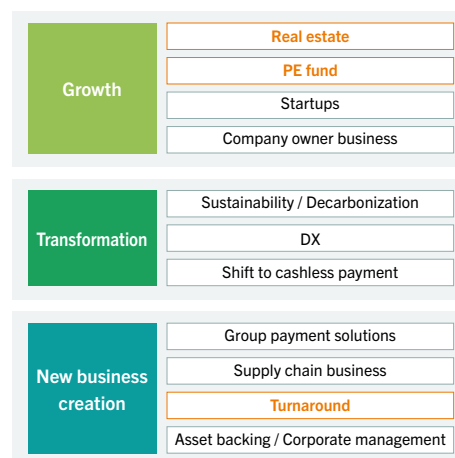 Growth
Real estate
PE fund
Startups
Company owner business
Transformation
Sustainability / Decarbonization
DX
Shift to cashless payment
New business
creation
Group payment solutions
Supply chain business
Turnaround
Asset backing / Corporate management